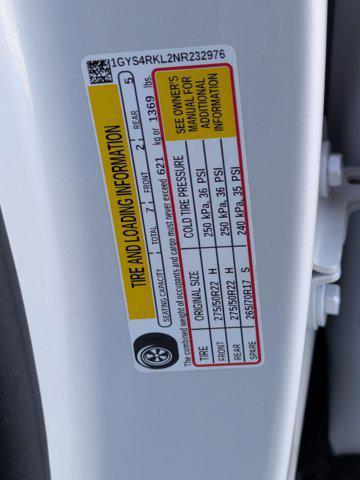 1GYS4RKL2NR232976
TIRE AND LOADING INFORMATION
SEATING CAPACITY TOTAL 7 FRONT 2 REAR 5
The combined weight of occupants and cargo must never exceed 621 kg or 1369 lbs.
TIRE ORIGINAL SIZE COLD TIRE PRESSURE
FRONT 275/50R22 H 250 kPa, 36 PSI
REAR 275/50R22 H 250 kPa, 36 PSI
SPARE 265/70R17 S 240 kPa, 35 PSI
SEE OWNER'S
MANUAL FOR
ADDITIONAL
INFORMATION